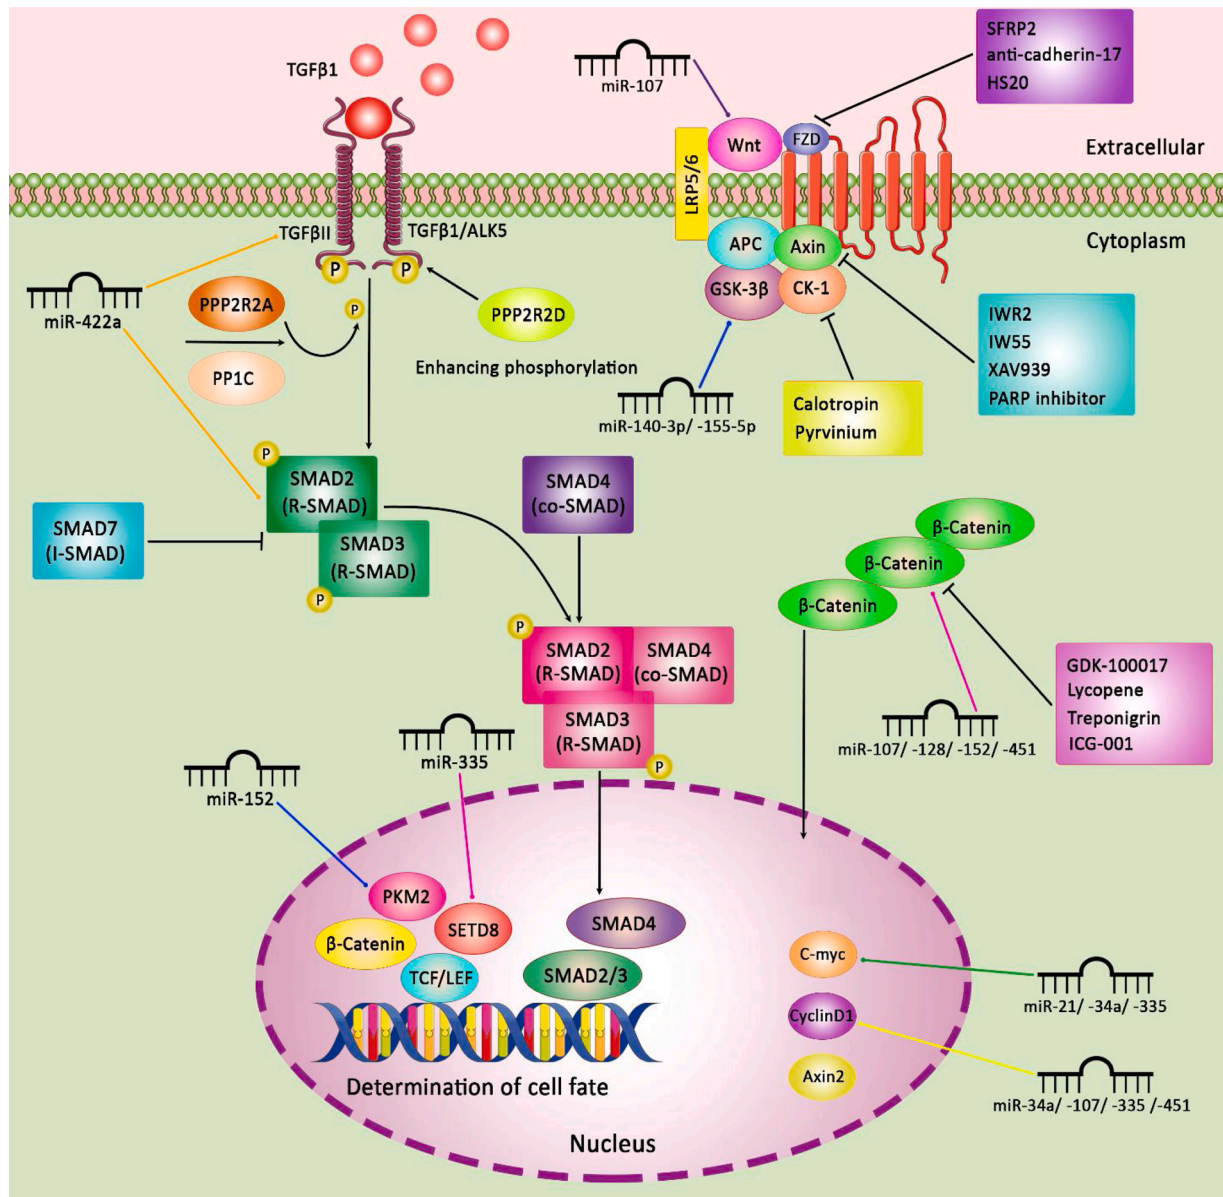 TGFβ1
miR-107
SFRP2
anti-cadherin-17
HS20
Wnt
FZD
LRP5/6
Extracellular
Cytoplasm
TGFβII
TGFβ1/ALK5
P
P
APC
Axin
GSK-3β
CK-1
miR-422a
PPP2R2A
P
PP1C
PPP2R2D
Enhancing phosphorylation
IWR2
IW55
XAV939
PARP inhibitor
miR-140-3p/ -155-5p
Calotropin
Pyrvinium
P
SMAD2
(R-SMAD)
SMAD3
(R-SMAD)
P
SMAD4
(co-SMAD)
SMAD7
(I-SMAD)
β-Catenin
β-Catenin
β-Catenin
P
SMAD2
(R-SMAD)
SMAD4
(co-SMAD)
SMAD3
(R-SMAD)
P
GDK-100017
Lycopene
Treponigrin
ICG-001
miR-107/ -128/ -152/ -451
miR-335
miR-152
PKM2
SETD8
β-Catenin
TCF/LEF
SMAD4
SMAD2/3
C-myc
CyclinD1
Axin2
miR-21/ -34a/ -335
miR-34a/ -107/ -335 /-451
Determination of cell fate
Nucleus